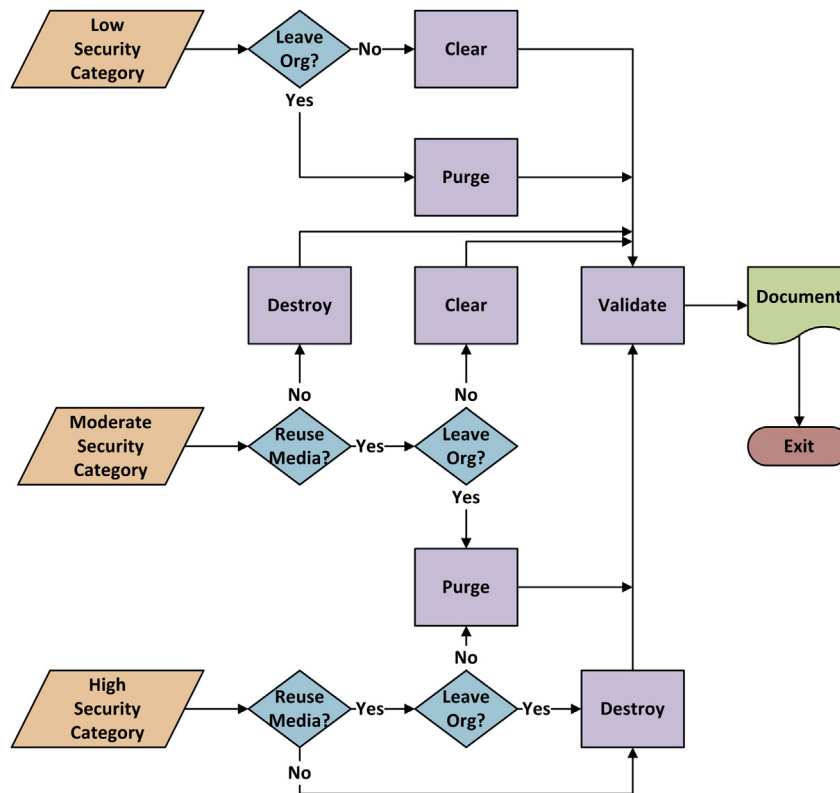 Low
Security
Category
Leave
Org?
No
Clear
Yes
Purge
Destroy
Clear
Validate
Document
No
No
Moderate
Security
Category
Reuse
Media?
Yes
Leave
Org?
Exit
Yes
Purge
No
High
Security
Category
Reuse
Media?
Yes
Leave
Org?
Yes
Destroy
No